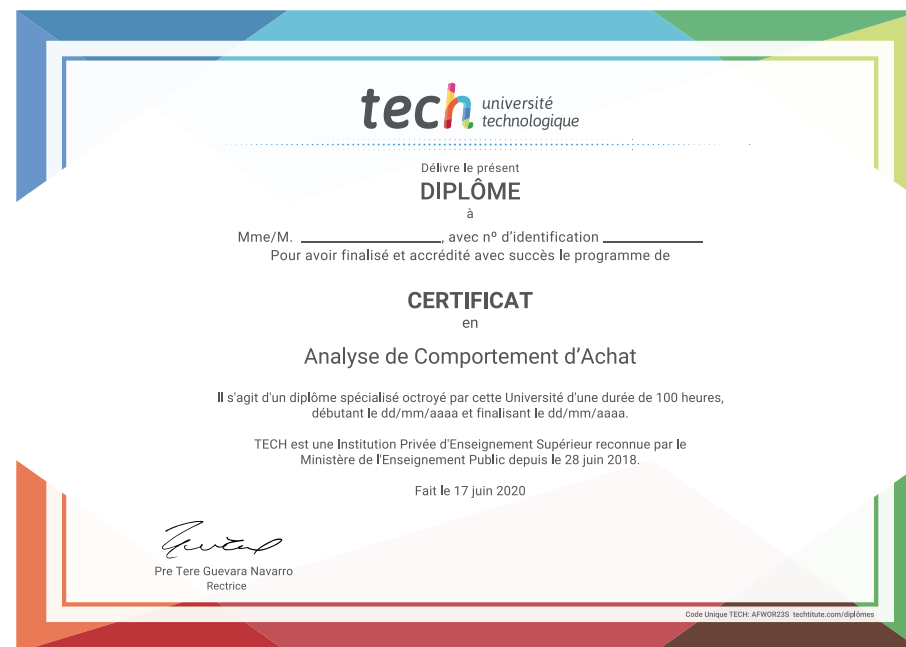 tech université
technologique
Délivre le présent
DIPLÔME
à
Mme/M. ____________________, avec nº d'identification ______________
Pour avoir finalisé et accrédité avec succès le programme de
CERTIFICAT
en
Analyse de Comportement d'Achat
Il s'agit d'un diplôme spécialisé octroyé par cette Université d'une durée de 100 heures,
débutant le dd/mm/aaaa et finalisant le dd/mm/aaaa.
TECH est une Institution Privée d'Enseignement Supérieur reconnue par le
Ministère de l'Enseignement Public depuis le 28 juin 2018.
Fait le 17 juin 2020
Pre Tere Guevara Navarro
Rectrice
Code Unique TECH: AFWOR23S techtitute.com/diplômes